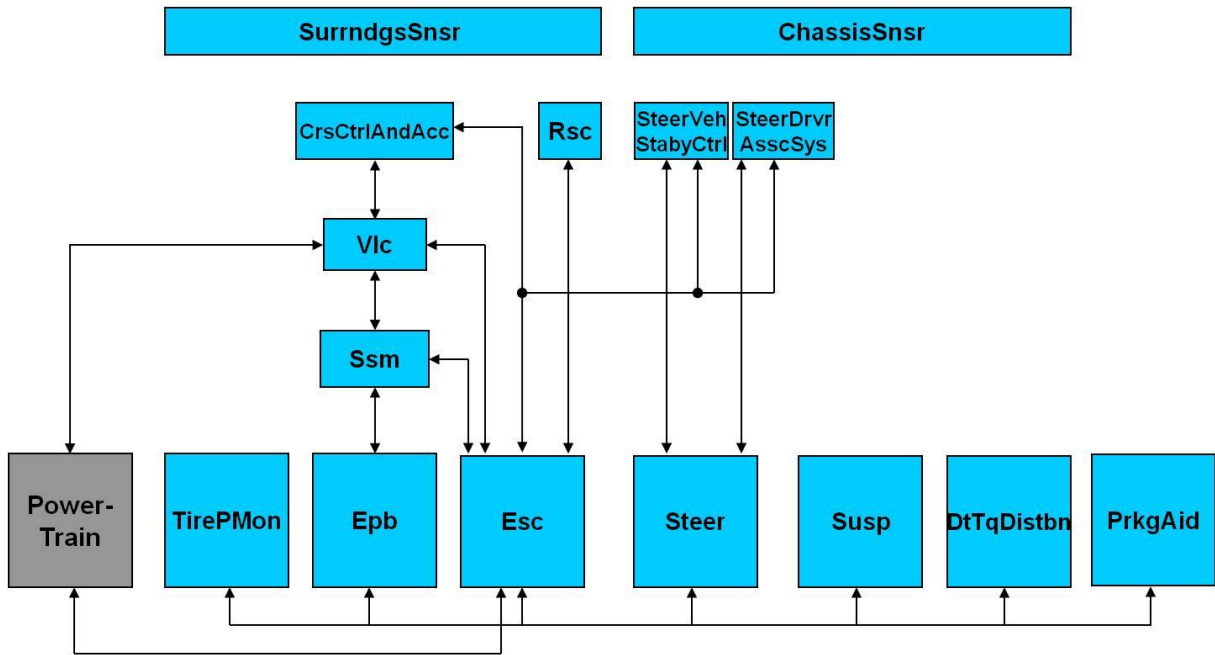 SurrndgsSnsr
ChassisSnsr
CrsCtrlAndAcc
Rsc
SteerVeh
StabyCtrl
SteerDrvr
AsscSys
Vlc
Ssm
Power-
Train
TirePMon
Epb
Esc
Steer
Susp
DtTqDistbn
PrkgAid